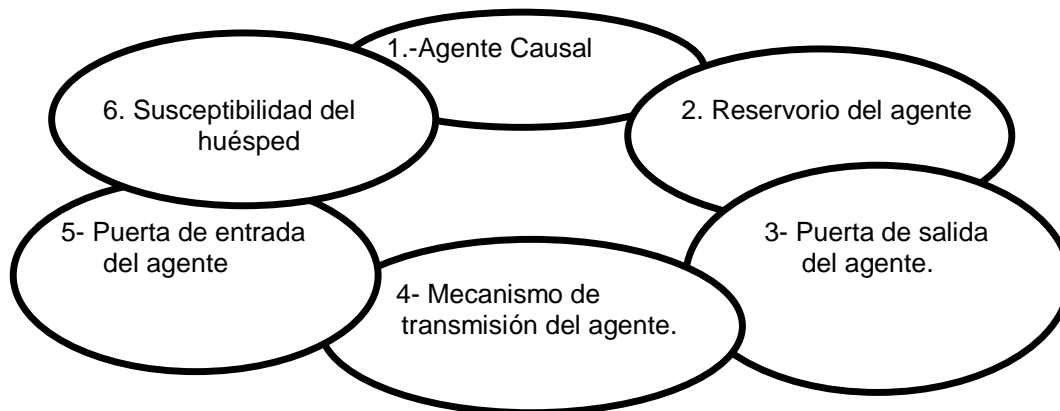 1.-Agente Causal
2. Reservorio del agente
3- Puerta de salida
del agente.
4- Mecanismo de
transmisión del agente.
5- Puerta de entrada
del agente
6. Susceptibilidad del
huésped